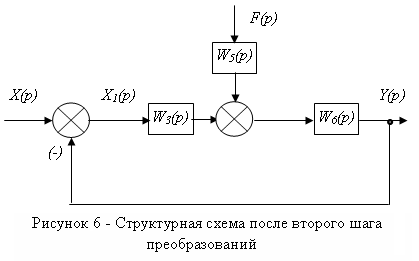 F(p)
W5(p)
X(p)
X1(p)
W3(p)
W6(p)
Y(p)
(-)
Рисунок 6 - Структурная схема после второго шага
преобразований